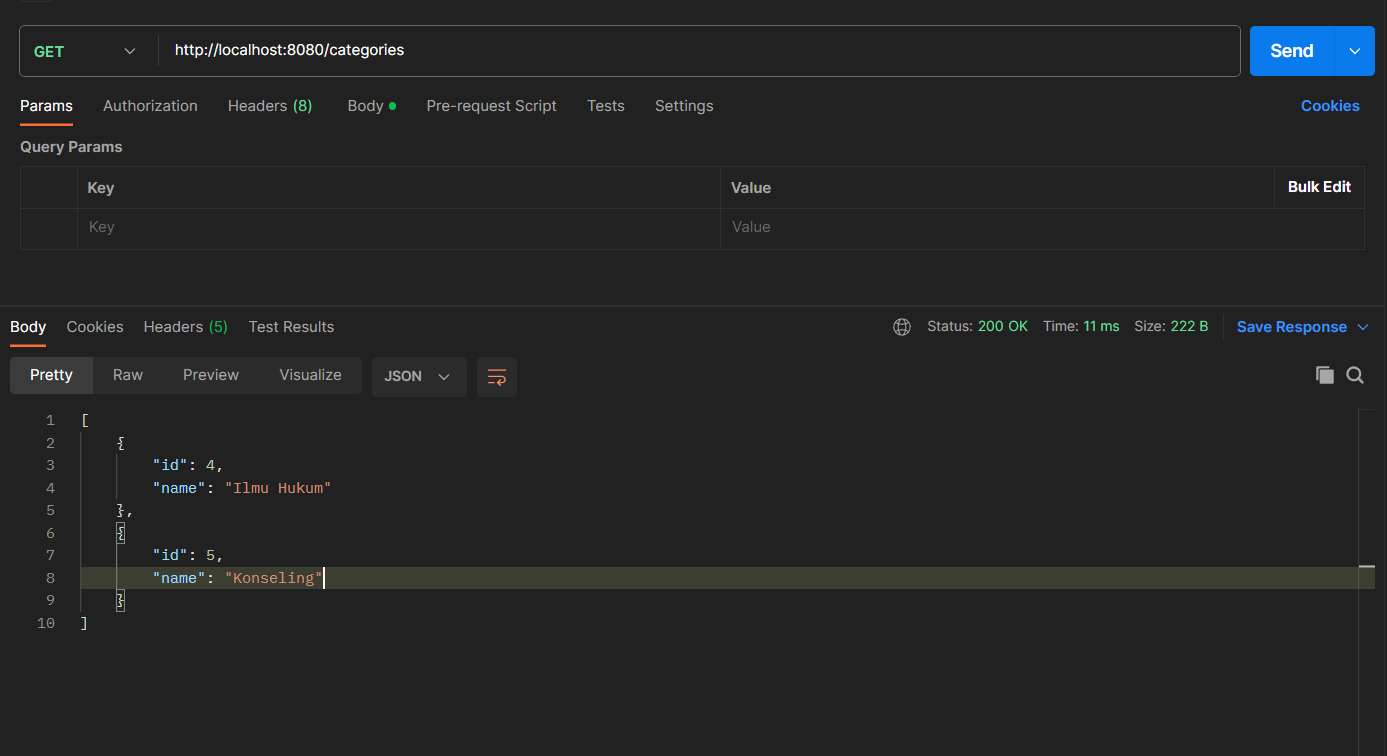 GET http://localhost:8080/categories Send
Params Authorization Headers (8) Body Pre-request Script Tests Settings Cookies
Query Params
Key Value Bulk Edit
Key Value
Body Cookies Headers (5) Test Results Status: 200 OK Time: 11 ms Size: 222 B Save Response
Pretty Raw Preview Visualize JSON
1 [
2 {
3 "id": 4,
4 "name": "Ilmu Hukum"
5 },
6 {
7 "id": 5,
8 "name": "Konseling"
9 }
10 ]